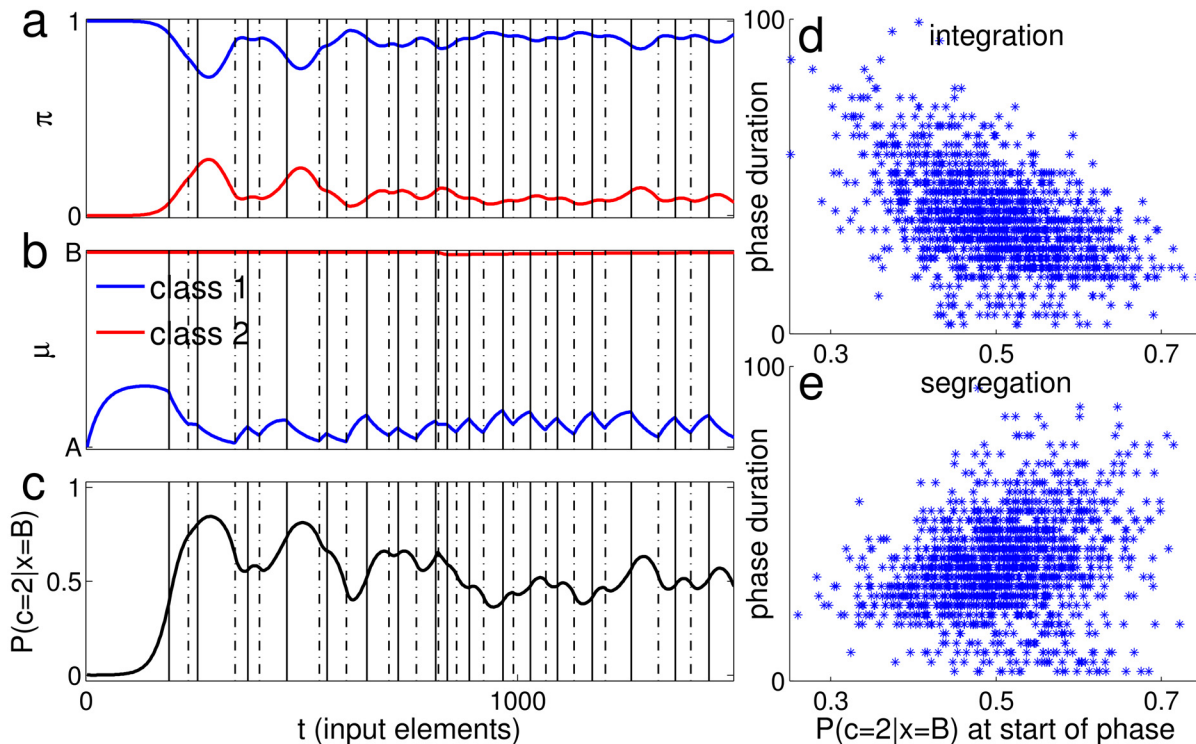 a
1
π
0
b
B
class 1
class 2
μ
A
c
1
P(c=2|x=B)
0.5
0
0
1000
t (input elements)
d
100
integration
phase duration
0
0.3
0.5
0.7
e
100
segregation
phase duration
0
0.3
0.5
0.7
P(c=2|x=B) at start of phase